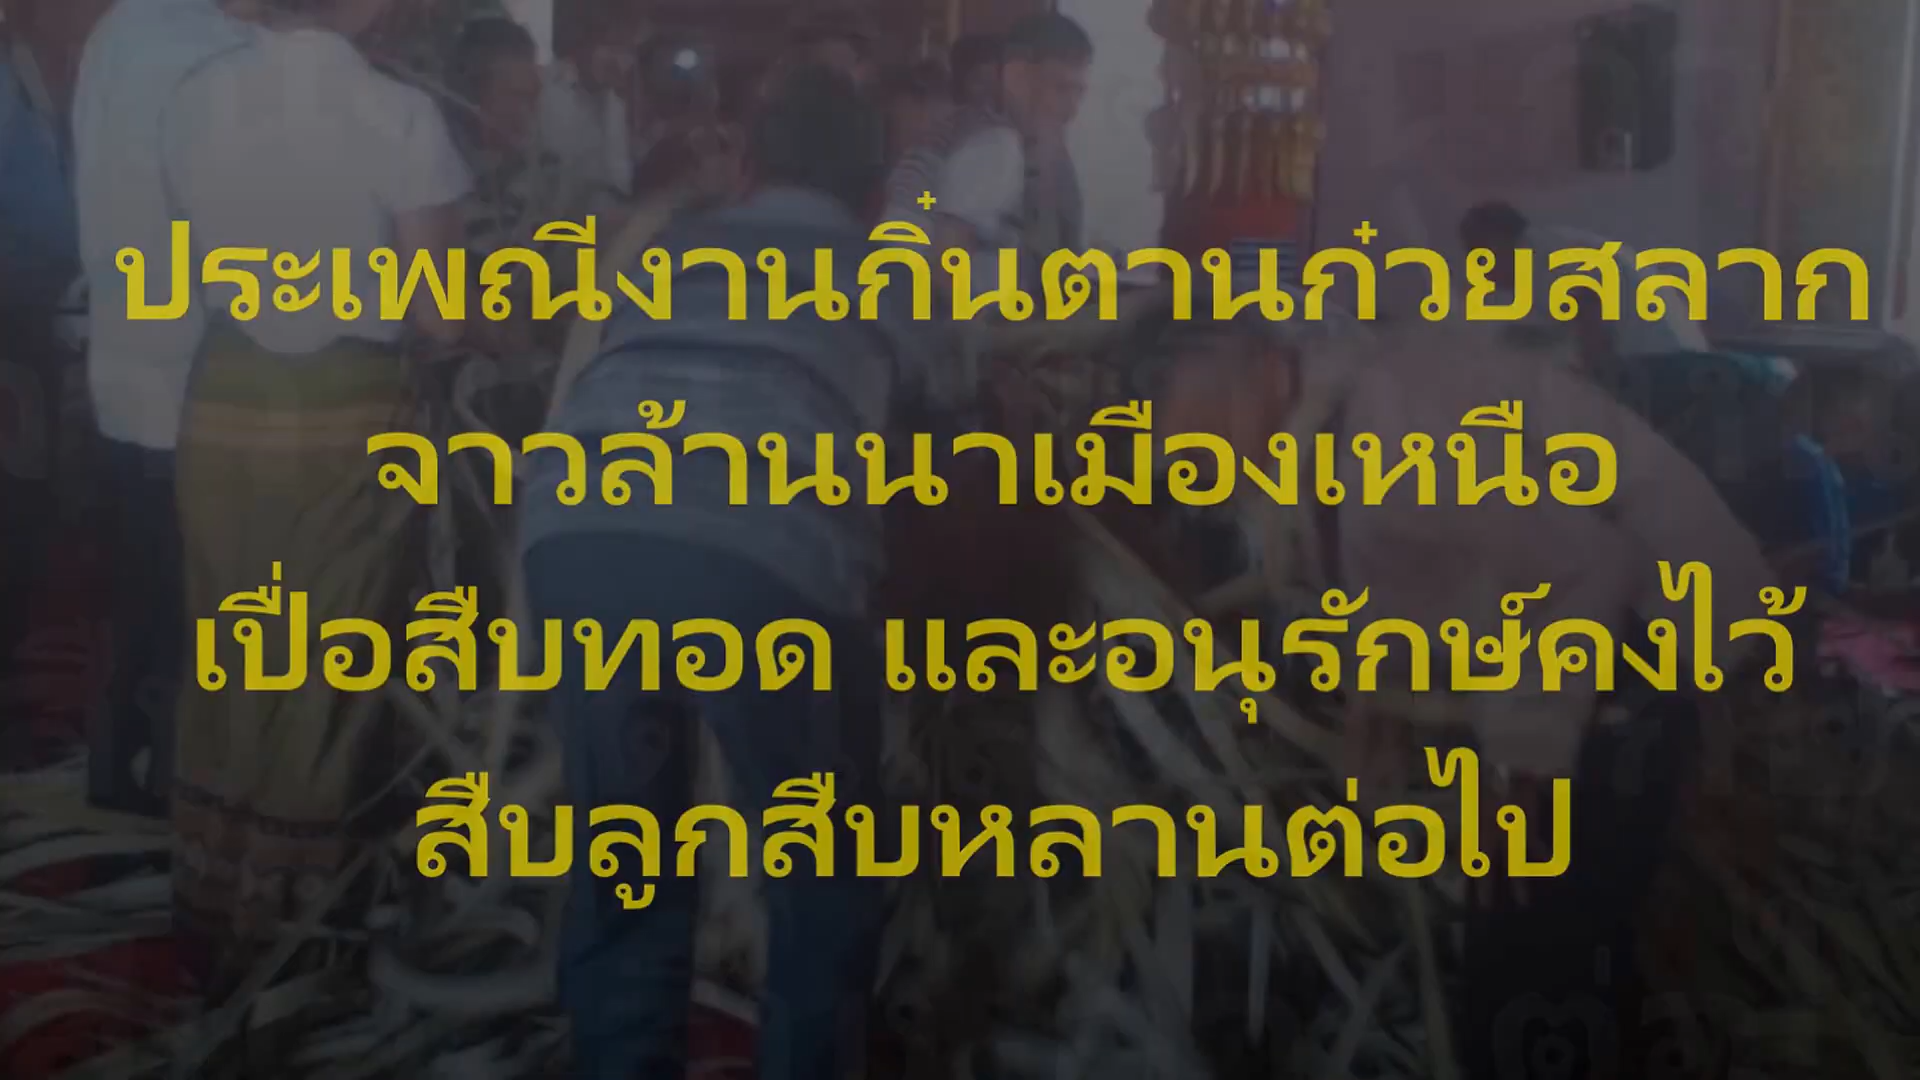 ประเพณีงานกิ๋นตานก๋วยสลาก
จาวล้านนาเมืองเหนือ
เปื่อสืบทอด และอนุรักษ์คงไว้
สืบลูกสืบหลานต่อไป